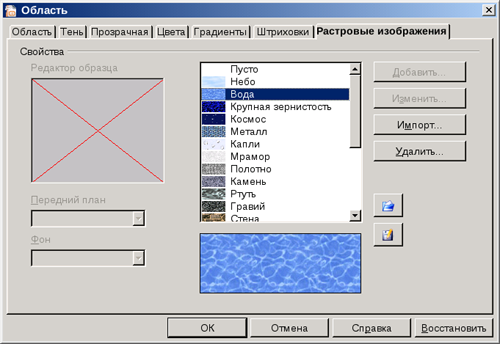 Область
Область Тень Прозрачная Цвета Градиенты Штриховки Растровые изображения
Свойства
Редактор образца
Передний план
Фон
Пусто
Небо
Вода
Крупная зернистость
Космос
Металл
Капли
Мрамор
Полотно
Камень
Ртуть
Гравий
Стена
Добавить...
Изменить...
Импорт...
Удалить...
ОК Отмена Справка Восстановить